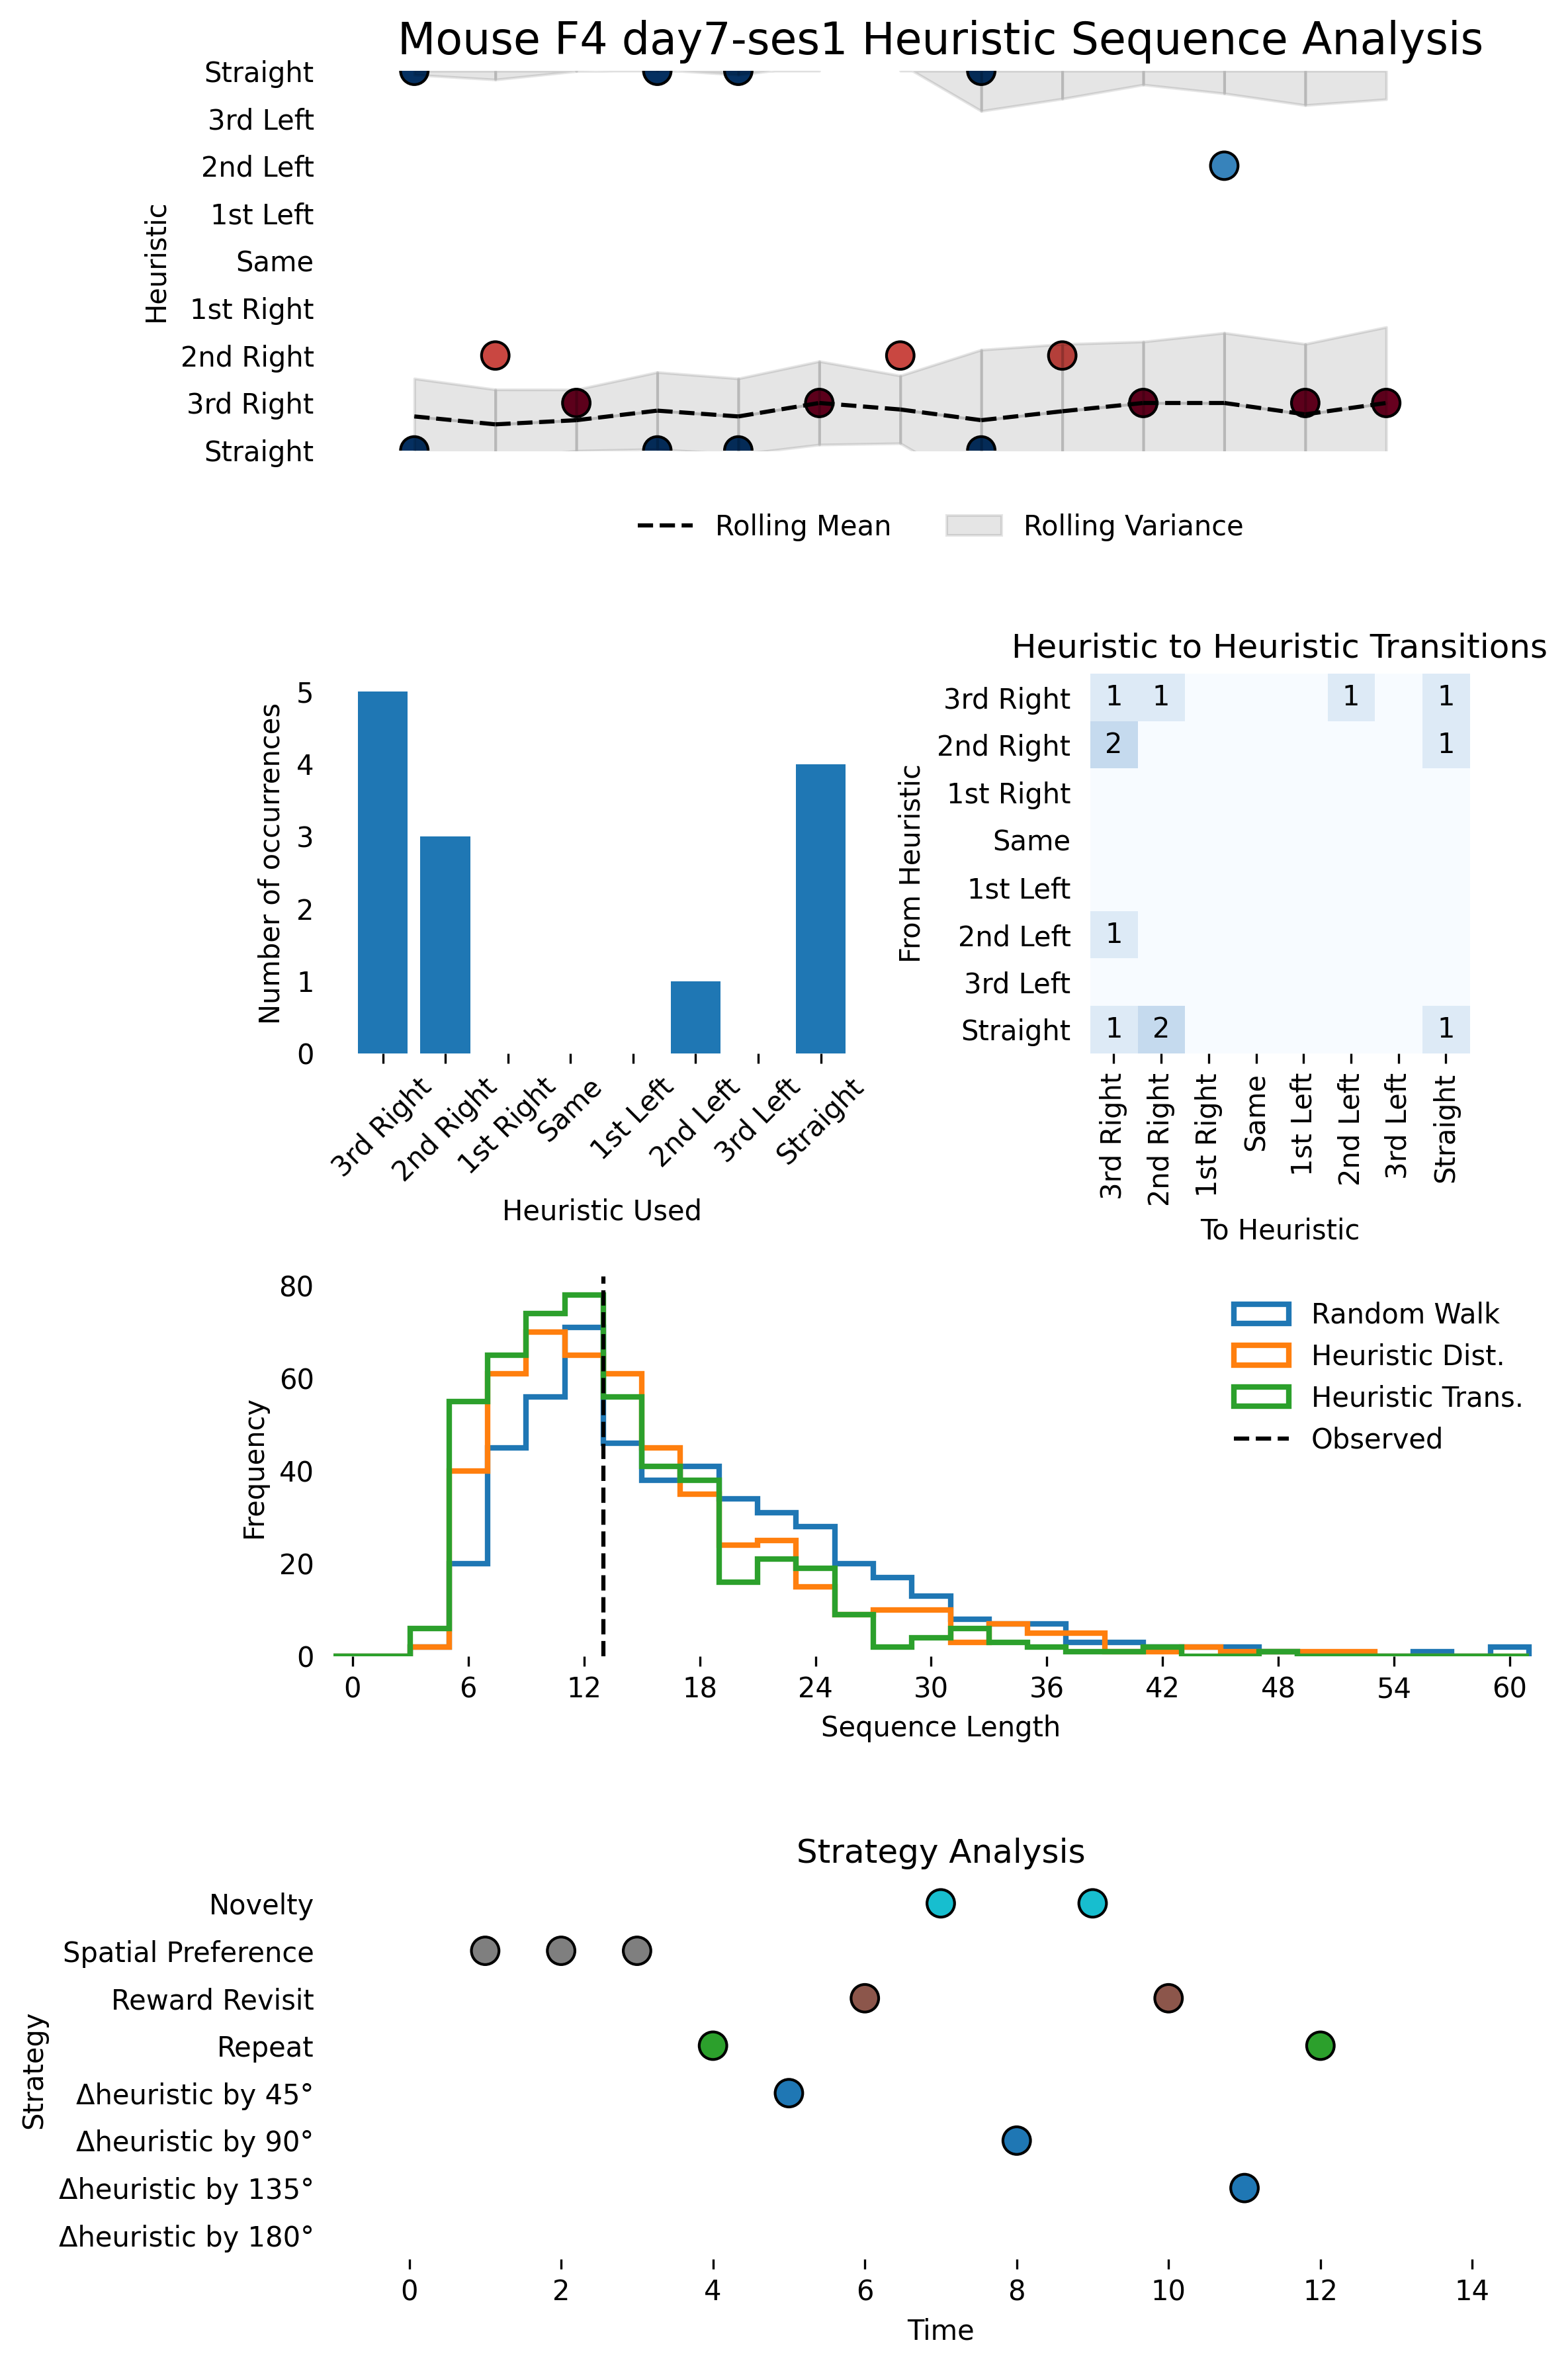 Mouse F4 day7-ses1 Heuristic Sequence Analysis
Heuristic
Straight
3rd Left
2nd Left
1st Left
Same
1st Right
2nd Right
3rd Right
Straight
Rolling Mean
Rolling Variance
Number of occurrences
5
4
3
2
1
0
3rd Right
2nd Right
1st Right
Same
1st Left
2nd Left
3rd Left
Straight
Heuristic Used
Heuristic to Heuristic Transitions
From Heuristic
3rd Right 1 1 1 1
2nd Right 2 1
1st Right
Same
1st Left
2nd Left 1
3rd Left
Straight 1 2 1
3rd Right
2nd Right
1st Right
Same
1st Left
2nd Left
3rd Left
Straight
To Heuristic
Frequency
80
60
40
20
0
0 6 12 18 24 30 36 42 48 54 60
Sequence Length
Random Walk
Heuristic Dist.
Heuristic Trans.
Observed
Strategy Analysis
Strategy
Novelty
Spatial Preference
Reward Revisit
Repeat
Δheuristic by 45°
Δheuristic by 90°
Δheuristic by 135°
Δheuristic by 180°
0 2 4 6 8 10 12 14
Time